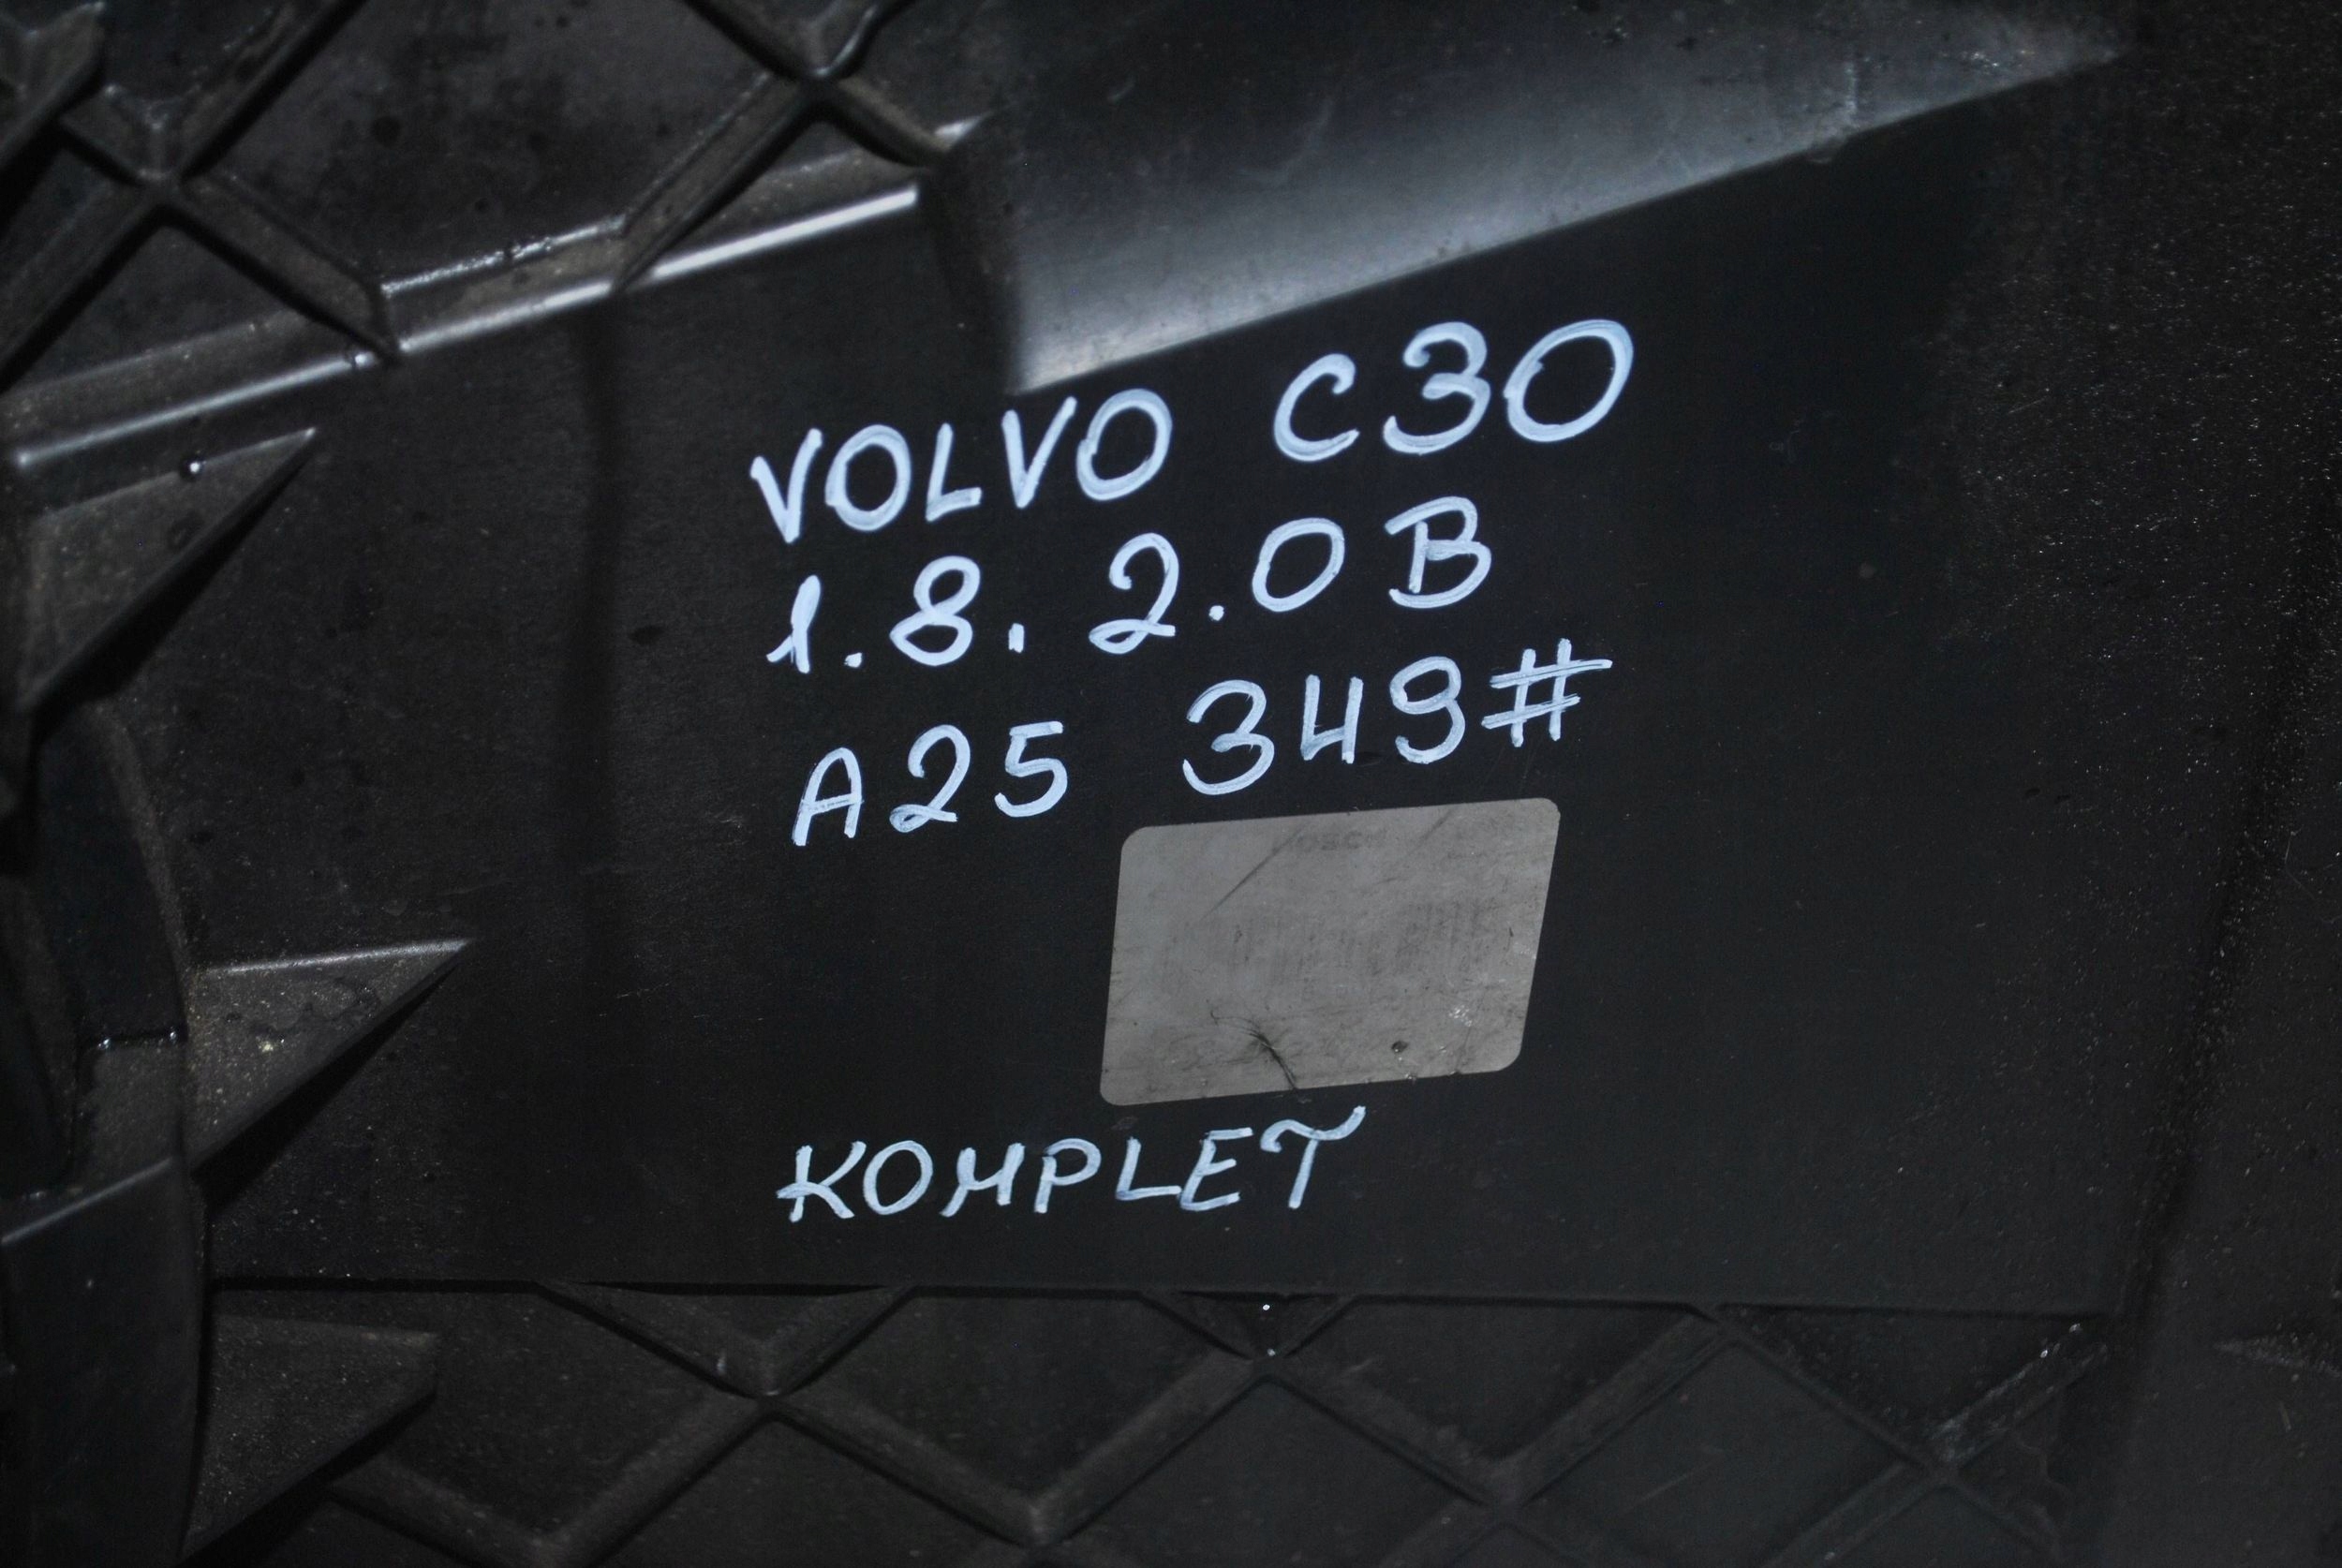 VOLVO C30
1.8. 2.0B
A25 349#
KOMPLET